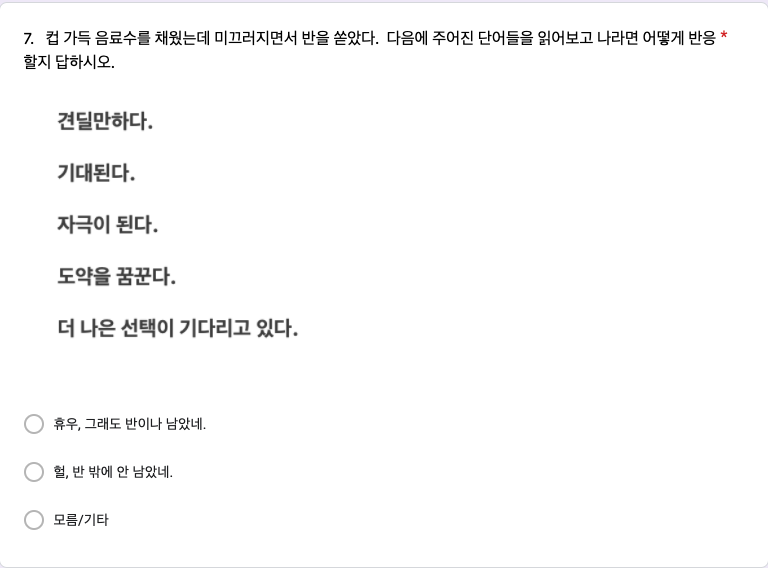 7. 컵 가득 음료수를 채웠는데 미끄러지면서 반을 쏟았다. 다음에 주어진 단어들을 읽어보고 나라면 어떻게 반응 *
할지 답하시오.
견딜만하다.
기대된다.
자극이 된다.
도약을 꿈꾼다.
더 나은 선택이 기다리고 있다.
휴우, 그래도 반이나 남았네.
헐, 반 밖에 안 남았네.
모름/기타